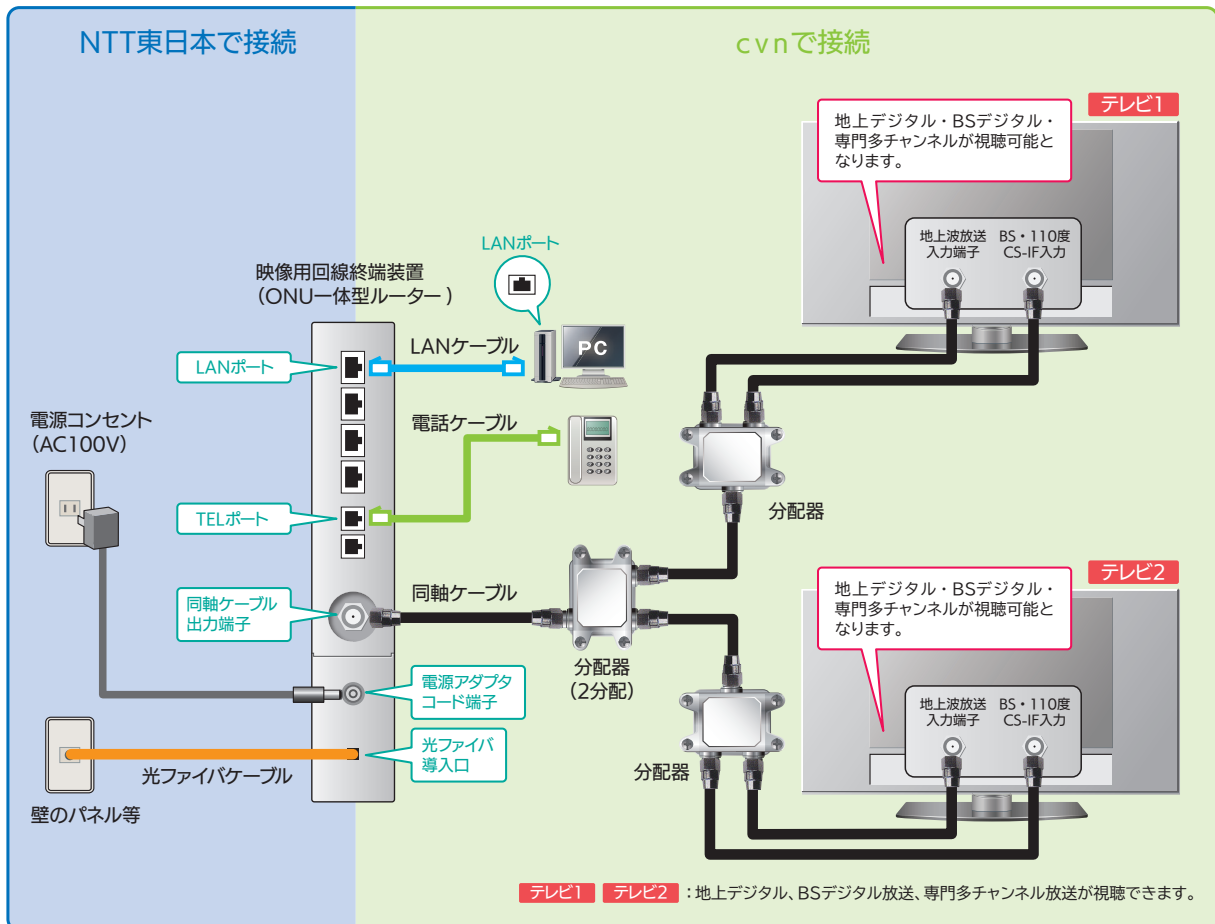 NTT東日本で接続
cvnで接続
テレビ1
地上デジタル・BSデジタル・
専門多チャンネルが視聴可能と
なります。
地上波放送
入力端子
BS・110度
CS-IF入力
LANポート
映像用回線終端装置
（ONU一体型ルーター）
LANケーブル
PC
LANポート
電源コンセント
（AC100V）
電話ケーブル
TELポート
分配器
同軸ケーブル
同軸ケーブル
出力端子
分配器
（2分配）
テレビ2
地上デジタル・BSデジタル・
専門多チャンネルが視聴可能と
なります。
地上波放送
入力端子
BS・110度
CS-IF入力
電源アダプタ
コード端子
光ファイバ
導入口
光ファイバケーブル
分配器
壁のパネル等
テレビ1 テレビ2 ：地上デジタル、BSデジタル放送、専門多チャンネル放送が視聴できます。